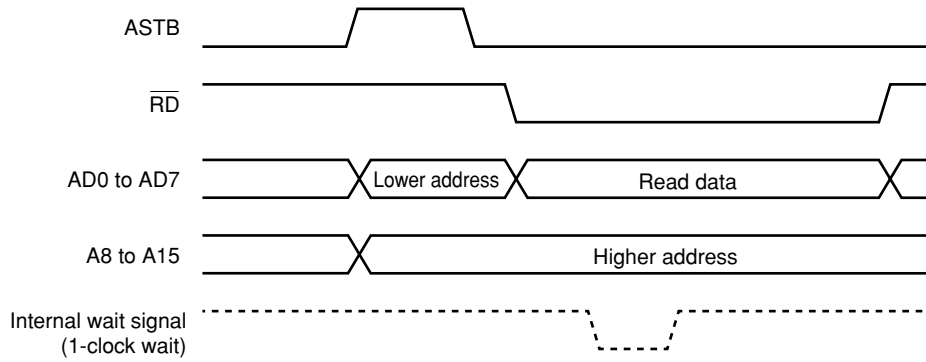 ASTB
RD
AD0 to AD7
Lower address
Read data
A8 to A15
Higher address
Internal wait signal
(1-clock wait)